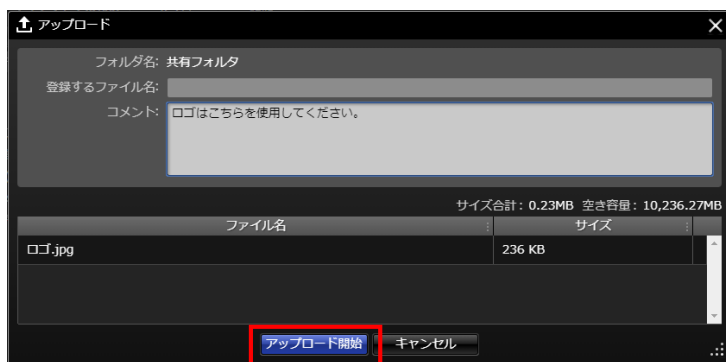 アップロード
フォルダ名: 共有フォルダ
登録するファイル名:
コメント: ロゴはこちらを使用してください。
サイズ合計: 0.23MB 空き容量: 10,236.27MB
ファイル名 サイズ
ロゴ.jpg 236 KB
アップロード開始 キャンセル